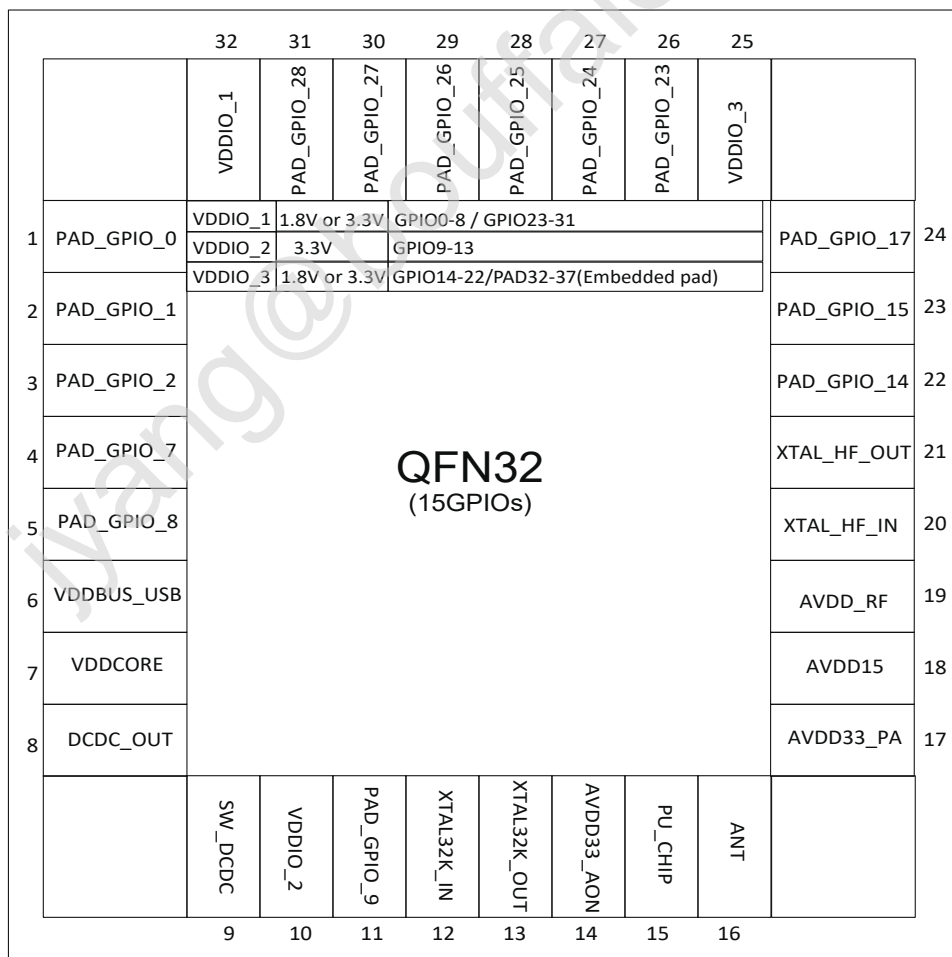 32 31 30 29 28 27 26 25
VDDIO_1
PAD_GPIO_28
PAD_GPIO_27
PAD_GPIO_26
PAD_GPIO_25
PAD_GPIO_24
PAD_GPIO_23
VDDIO_3
VDDIO_1 1.8V or 3.3V GPIO0-8 / GPIO23-31
VDDIO_2 3.3V GPIO9-13
VDDIO_3 1.8V or 3.3V GPIO14-22/PAD32-37(Embedded pad)
1 PAD_GPIO_0
2 PAD_GPIO_1
3 PAD_GPIO_2
4 PAD_GPIO_7
5 PAD_GPIO_8
6 VDDBUS_USB
7 VDDCORE
8 DCDC_OUT
QFN32
(15GPIOs)
PAD_GPIO_17 24
PAD_GPIO_15 23
PAD_GPIO_14 22
XTAL_HF_OUT 21
XTAL_HF_IN 20
AVDD_RF 19
AVDD15 18
AVDD33_PA 17
SW_DCDC
VDDIO_2
PAD_GPIO_9
XTAL32K_IN
XTAL32K_OUT
AVDD33_AON
PU_CHIP
ANT
9 10 11 12 13 14 15 16